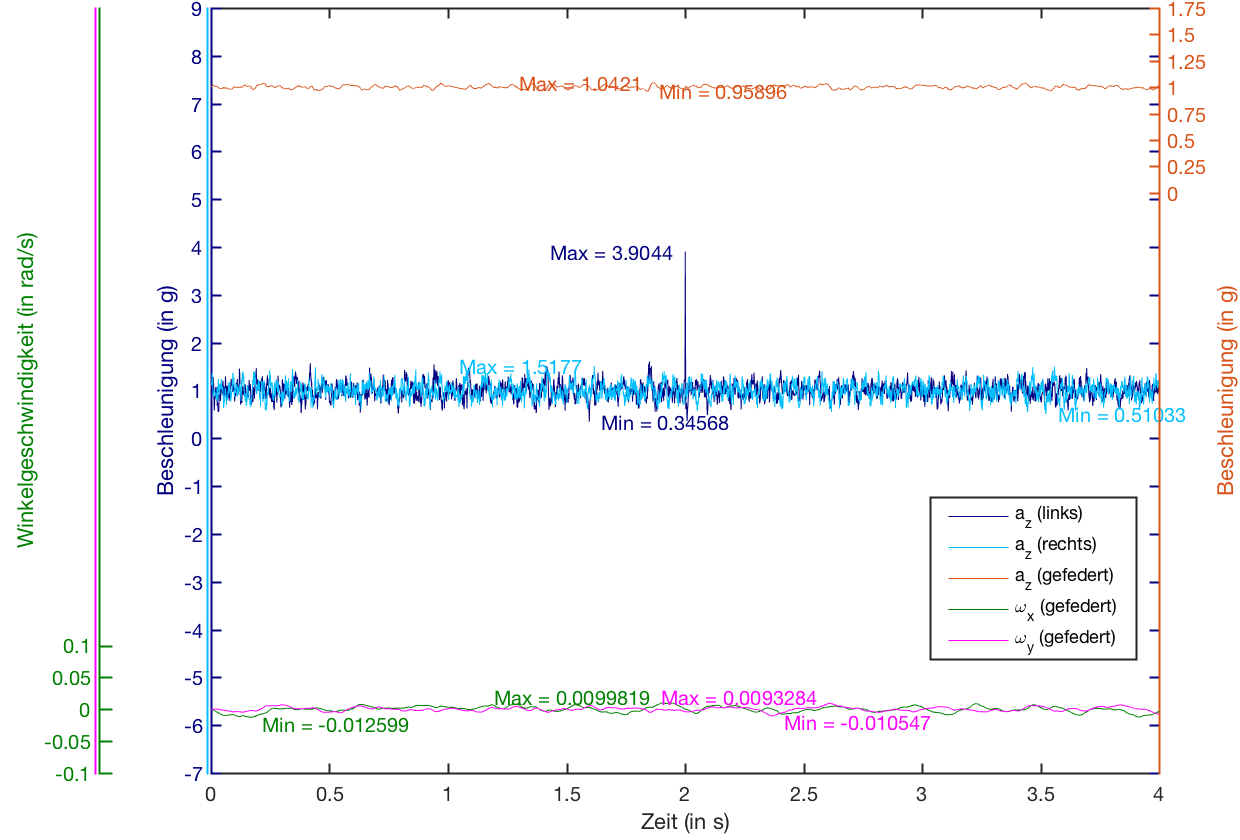 9
8
7
6
5
4
3
2
1
0
-1
-2
-3
-4
-5
-6
-7
Beschleunigung (in g)
0.1
0.05
0
-0.05
-0.1
Winkelgeschwindigkeit (in rad/s)
1.75
1.5
1.25
1
0.75
0.5
0.25
0
Beschleunigung (in g)
Max = 1.0421
Min = 0.95896
Max = 3.9044
Max = 1.5177
Min = 0.34568
Min = 0.51033
a_z (links)
a_z (rechts)
a_z (gefedert)
ω_x (gefedert)
ω_y (gefedert)
Max = 0.0099819
Max = 0.0093284
Min = -0.012599
Min = -0.010547
0
0.5
1
1.5
2
2.5
3
3.5
4
Zeit (in s)